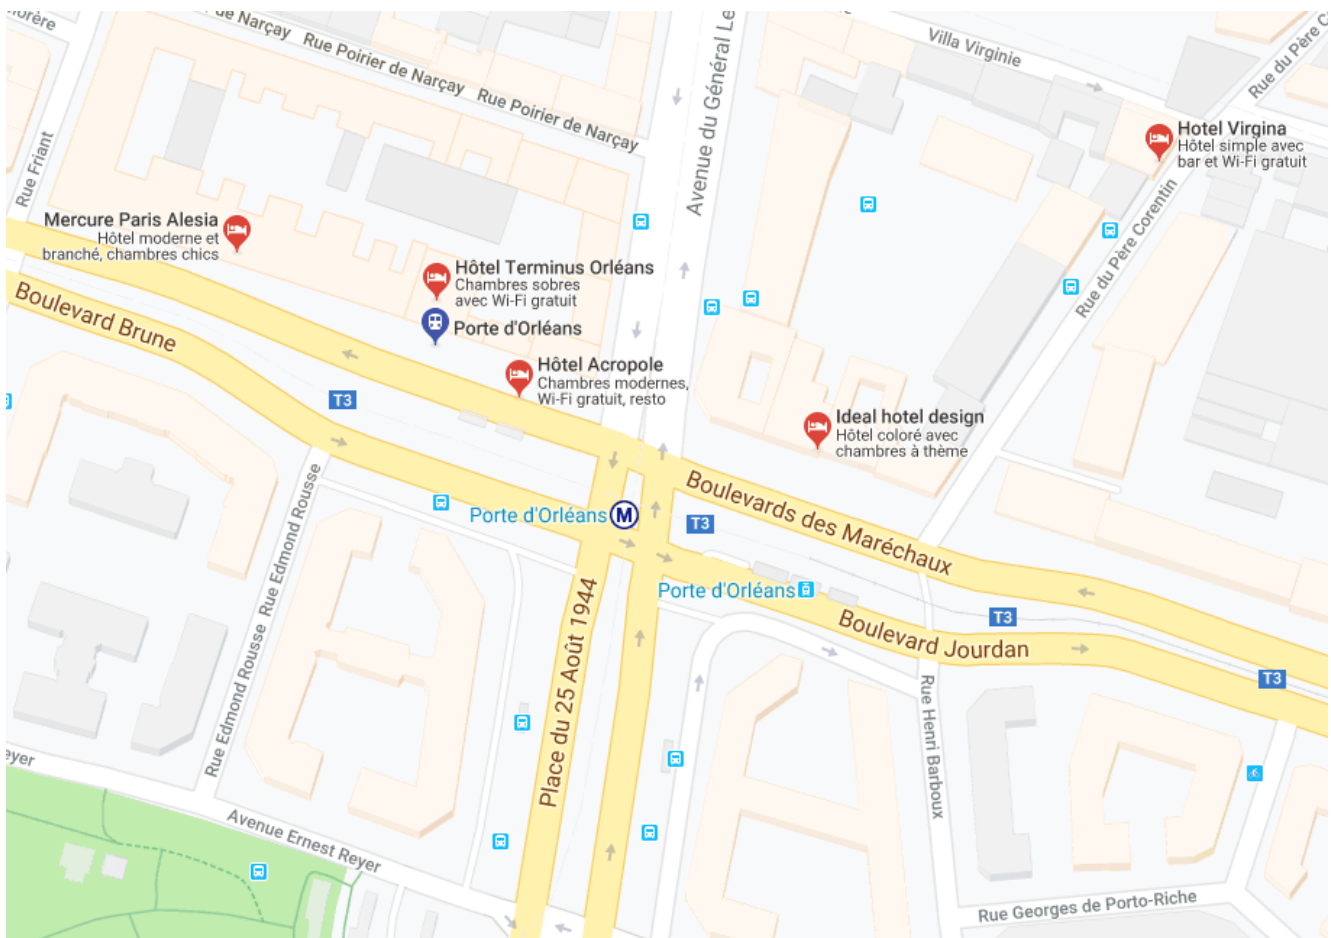 Rue Poirier de Narçay
Rue Poirier de Narçay
de Narçay
Avenue du Général Le
Villa Virginie
Rue du Père C
Rue Friant
Hotel Virgina
Hôtel simple avec
bar et Wi-Fi gratuit
Mercure Paris Alesia
Hôtel moderne et
branché, chambres chics
Rue du Père Corentin
Hôtel Terminus Orléans
Chambres sobres
avec Wi-Fi gratuit
Boulevard Brune
Porte d'Orléans
Hôtel Acropole
Chambres modernes,
Wi-Fi gratuit, resto
T3
Ideal hotel design
Hôtel coloré avec
chambres à thème
Rue Edmond Rousse
Rue Edmond Rousse
Porte d'Orléans
M
T3
Boulevards des Maréchaux
Porte d'Orléans
T3
Boulevard Jourdan
T3
Place du 25 Août 1944
Rue Henri Barboux
eyer
Avenue Ernest Reyer
Rue Georges de Porto-Riche